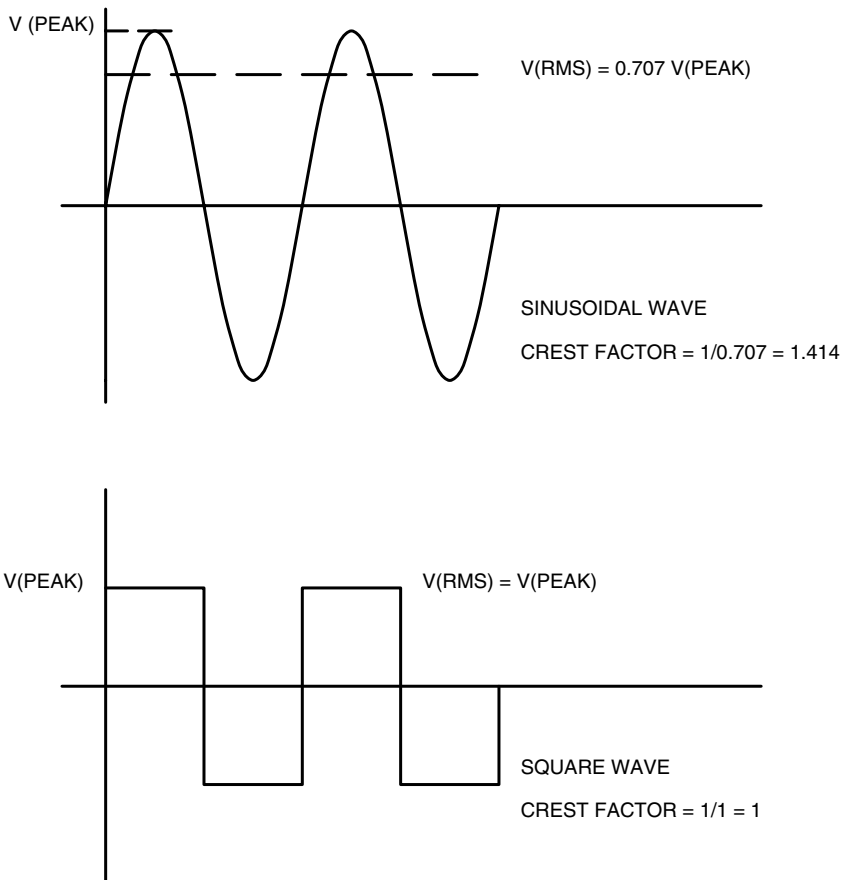 V (PEAK)
V(RMS) = 0.707 V(PEAK)
SINUSOIDAL WAVE
CREST FACTOR = 1/0.707 = 1.414
V(PEAK)
V(RMS) = V(PEAK)
SQUARE WAVE
CREST FACTOR = 1/1 = 1